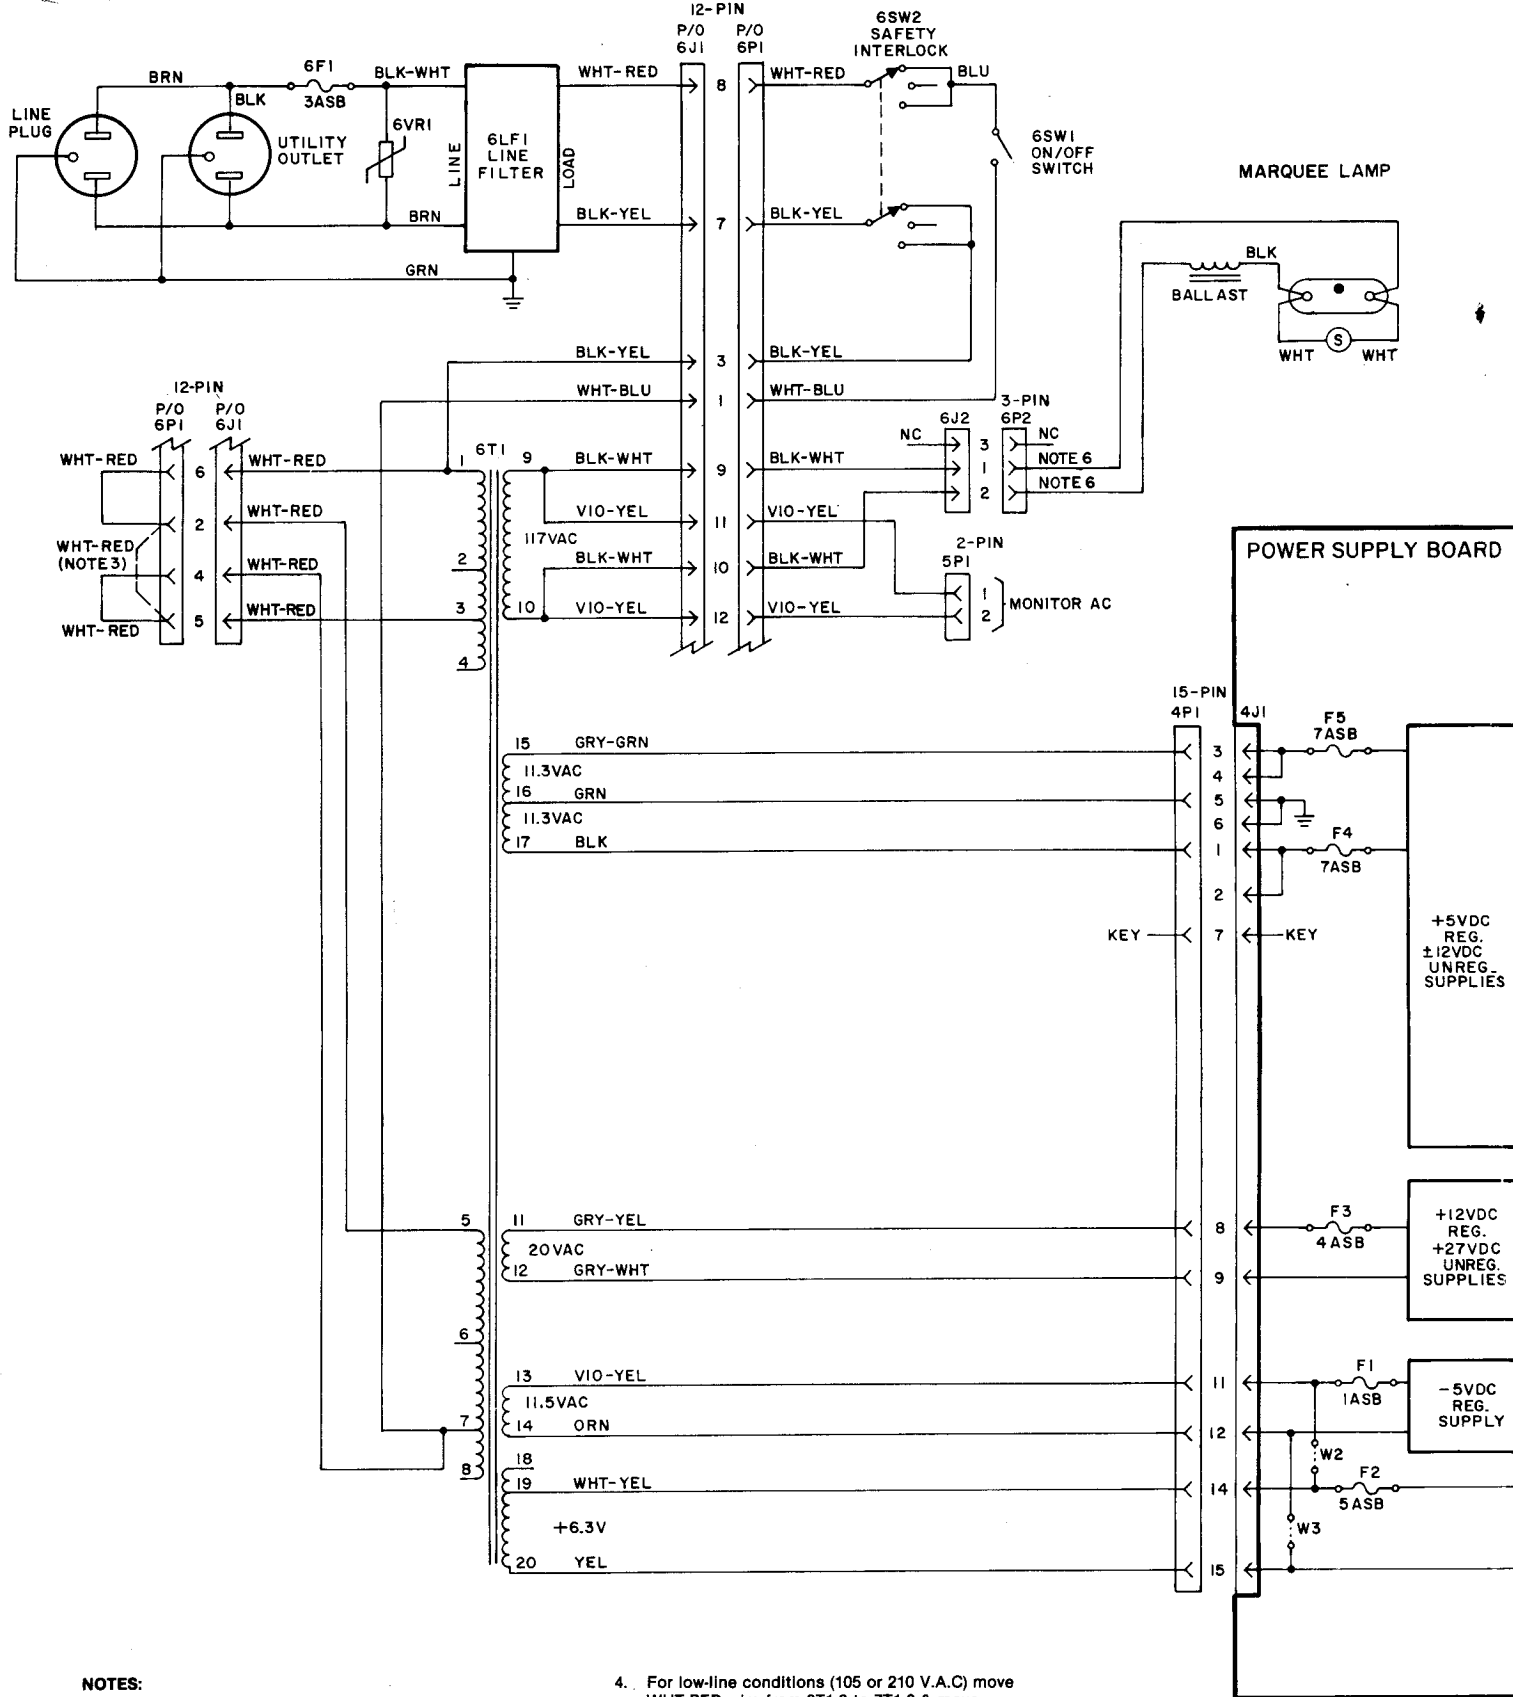 12-PIN
P/O 6J1
P/O 6P1
6SW2
SAFETY
INTERLOCK
BRN
6F1
3ASB
BLK-WHT
WHT-RED
8
WHT-RED
BLU
BLK
LINE
PLUG
UTILITY
OUTLET
6VR1
LINE
6LF1
LINE
FILTER
LOAD
6SW1
ON/OFF
SWITCH
MARQUEE LAMP
BRN
BLK-YEL
7
BLK-YEL
GRN
BLK
BALLAST
WHT
S
WHT
BLK-YEL
3
BLK-YEL
WHT-BLU
1
WHT-BLU
12-PIN
P/O 6P1
P/O 6J1
3-PIN
6J2
6P2
NC
3
NC
WHT-RED
6
WHT-RED
1
6T1
9
BLK-WHT
9
BLK-WHT
1
NOTE 6
2
NOTE 6
2
WHT-RED
VIO-YEL
11
VIO-YEL
117VAC
WHT-RED
(NOTE 3)
4
WHT-RED
2
BLK-WHT
10
BLK-WHT
2-PIN
5P1
1
2
MONITOR AC
WHT-RED
5
WHT-RED
3
10
VIO-YEL
12
VIO-YEL
4
POWER SUPPLY BOARD
15-PIN
4P1
4J1
15
GRY-GRN
3
F5
7ASB
11.3VAC
4
16
GRN
5
11.3VAC
6
17
BLK
1
F4
7ASB
2
KEY
7
KEY
+5VDC
REG.
±12VDC
UNREG.
SUPPLIES
5
11
GRY-YEL
8
F3
4ASB
20VAC
12
GRY-WHT
9
+12VDC
REG.
+27VDC
UNREG.
SUPPLIES
6
13
VIO-YEL
11
F1
1ASB
11.5VAC
7
14
ORN
12
-5VDC
REG.
SUPPLY
8
18
W2
19
WHT-YEL
14
F2
5ASB
+6.3V
W3
20
YEL
15
NOTES:
4. For low-line conditions (105 or 210 V.A.C) move